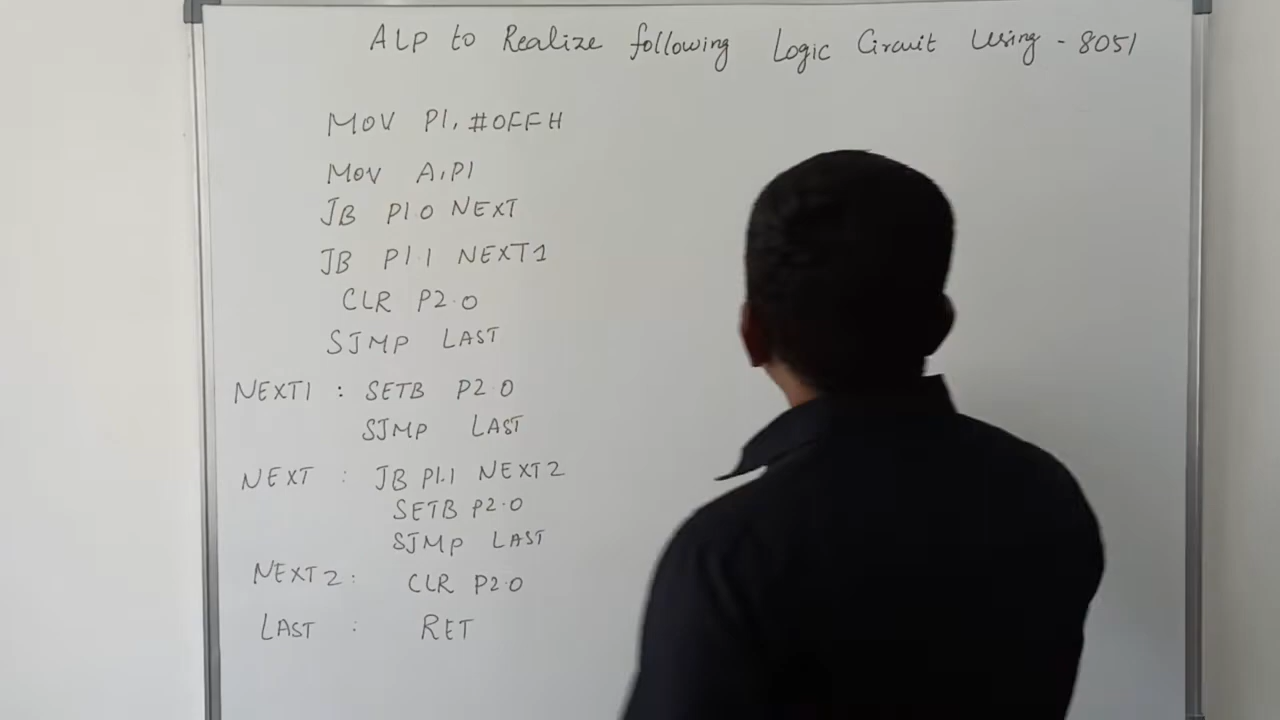 ALP to Realize following Logic Circuit Using - 8051
MOV P1, #0FFH
MOV A,P1
JB P1.0 NEXT
JB P1.1 NEXT1
CLR P2.0
SJMP LAST
NEXT1 : SETB P2.0
SJMP LAST
NEXT : JB P1.1 NEXT2
SETB P2.0
SJMP LAST
NEXT2 : CLR P2.0
LAST : RET